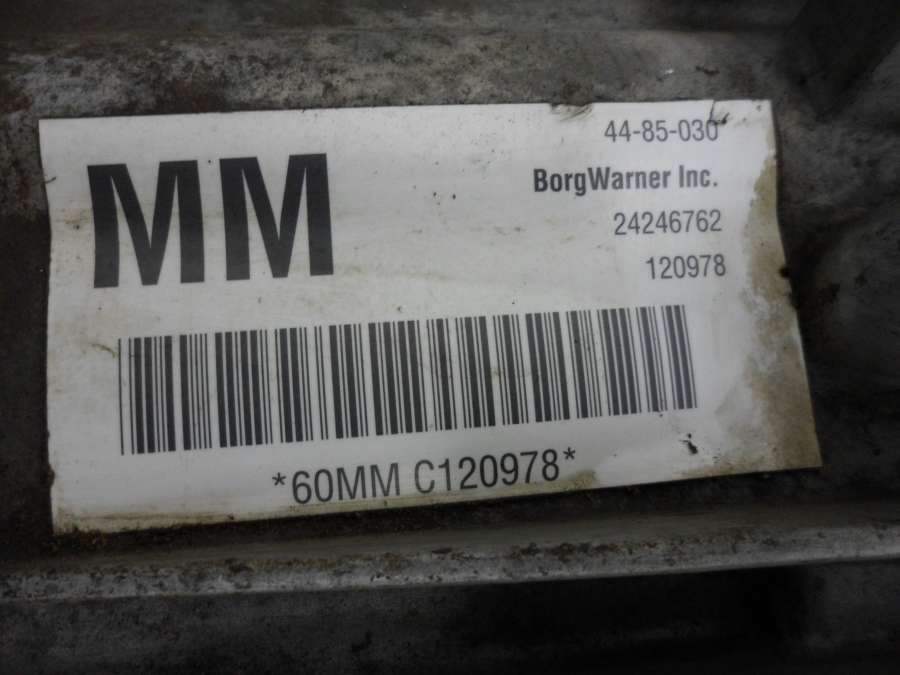 MM
44-85-030
BorgWarner Inc.
24246762
120978
*60MM C120978*